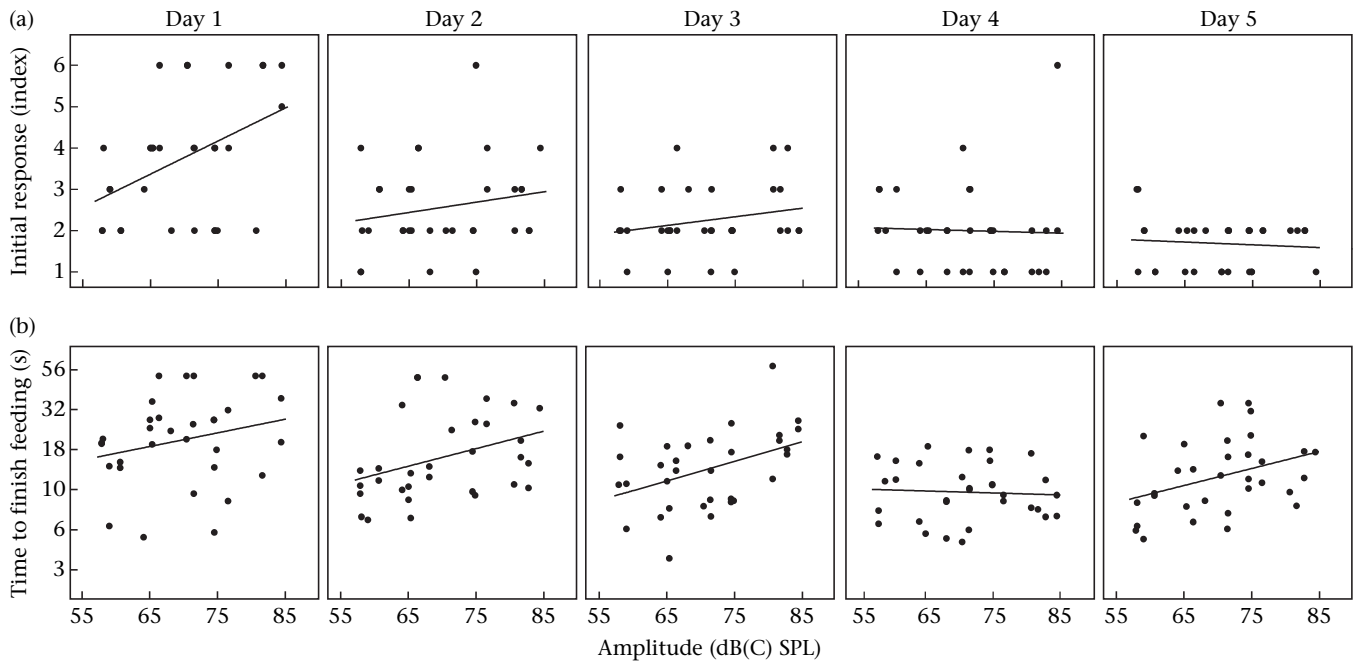 (a) Day 1 Day 2 Day 3 Day 4 Day 5
Initial response (index)
6
5
4
3
2
1
(b)
Time to finish feeding (s)
56
32
18
10
6
3
55 65 75 85 55 65 75 85 55 65 75 85 55 65 75 85 55 65 75 85
Amplitude (dB(C) SPL)